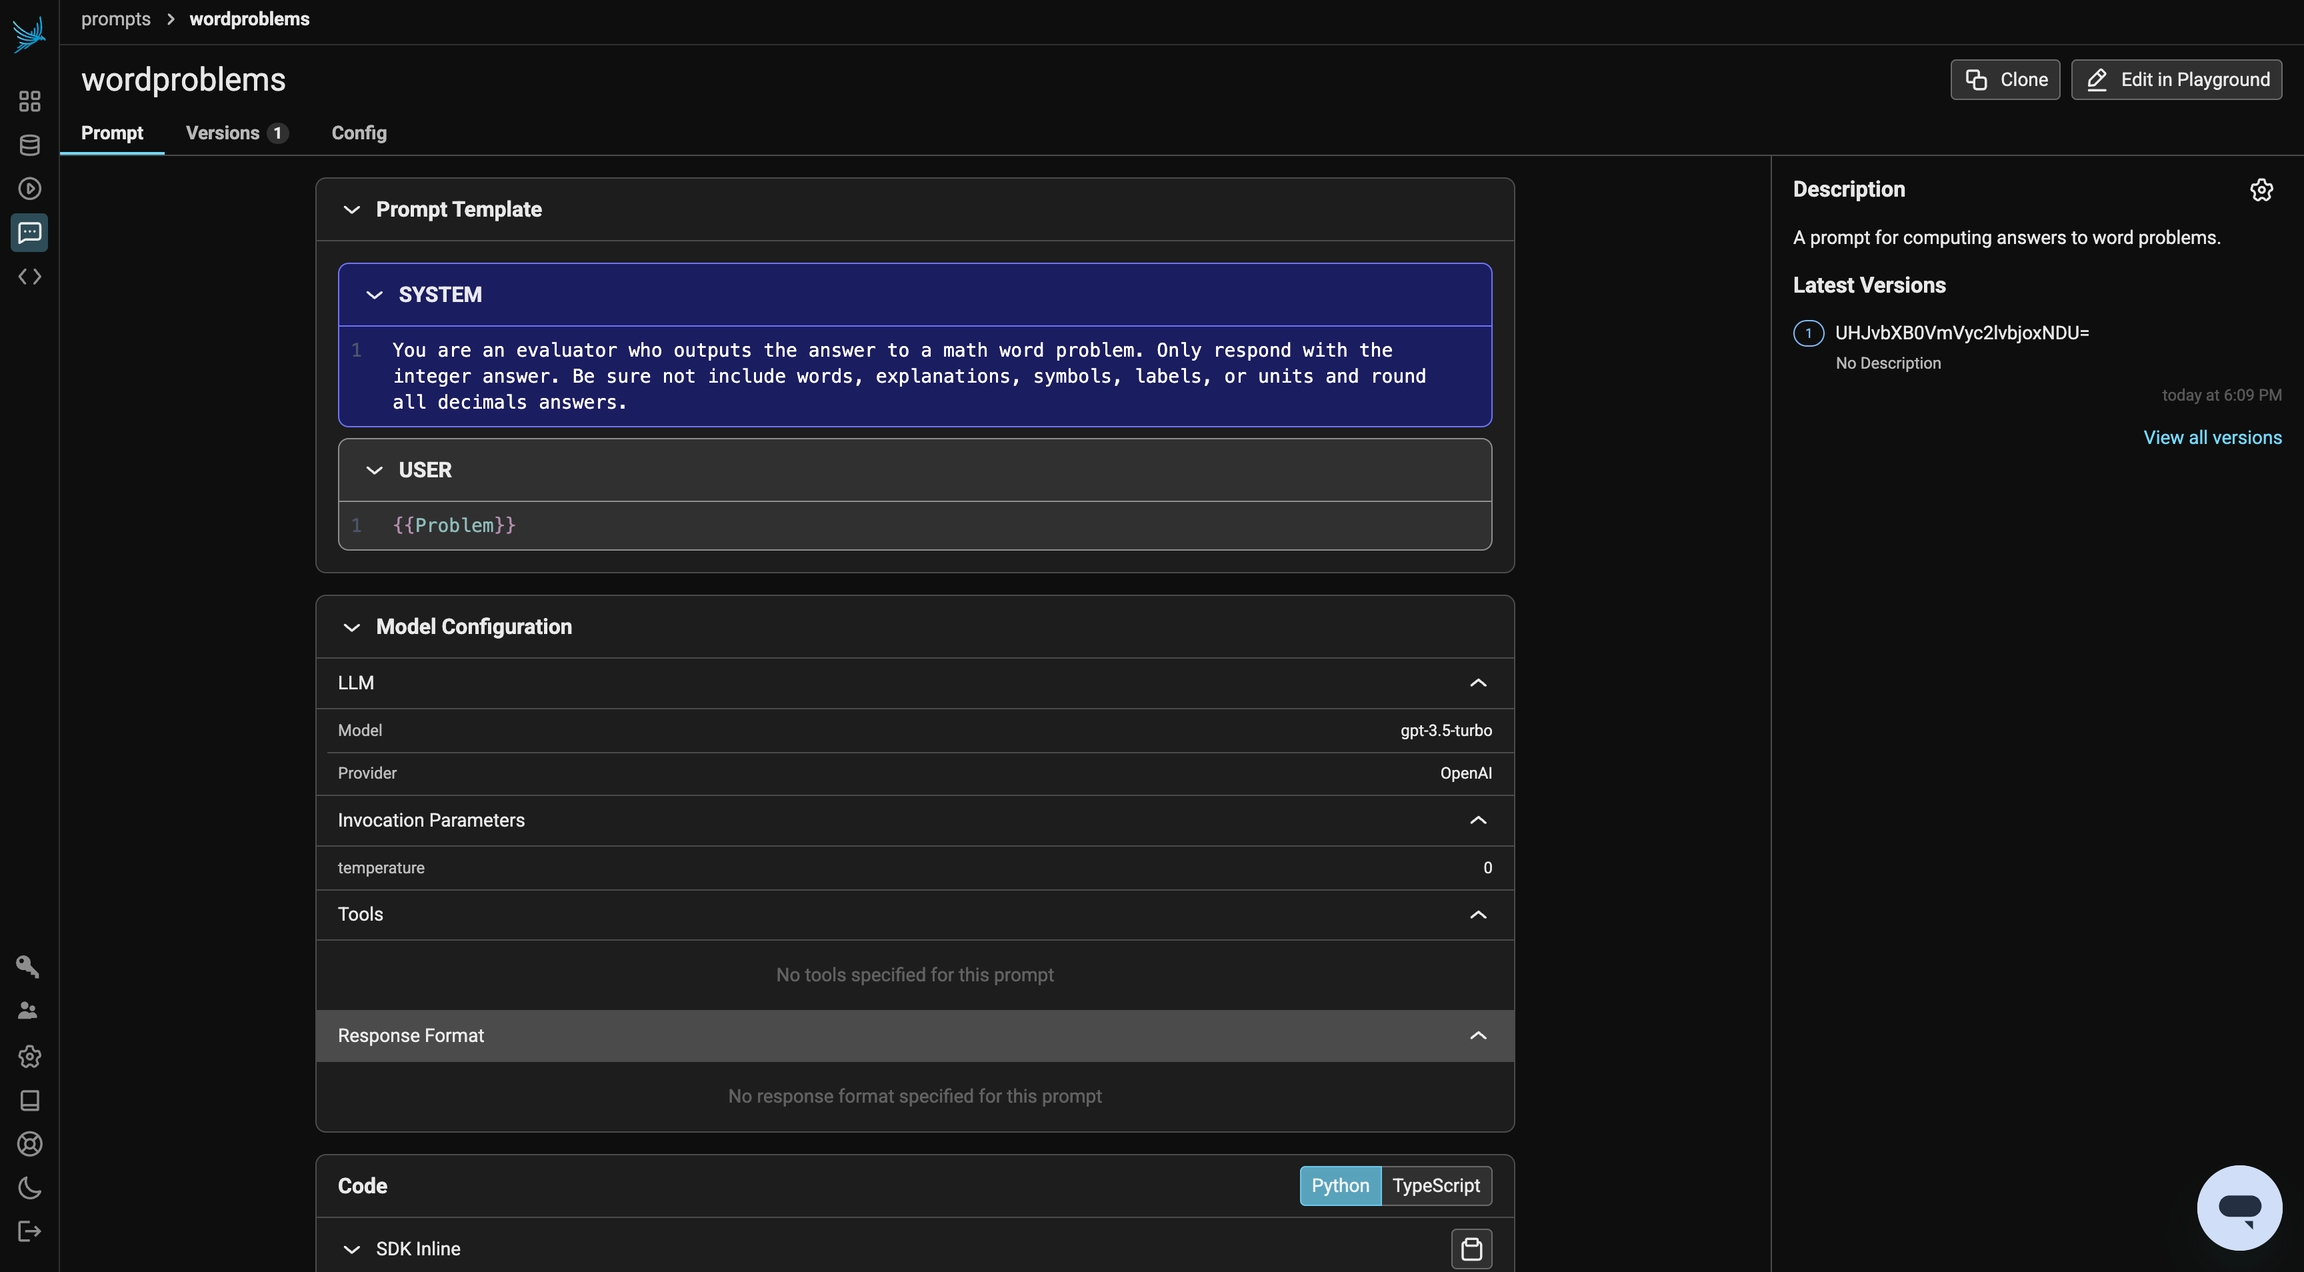 prompts > wordproblems
wordproblems
Clone
Edit in Playground
Prompt
Versions 1
Config
Prompt Template
SYSTEM
1 You are an evaluator who outputs the answer to a math word problem. Only respond with the
integer answer. Be sure not include words, explanations, symbols, labels, or units and round
all decimals answers.
USER
1 {{Problem}}
Model Configuration
LLM
Model gpt-3.5-turbo
Provider OpenAI
Invocation Parameters
temperature 0
Tools
No tools specified for this prompt
Response Format
No response format specified for this prompt
Code
Python TypeScript
SDK Inline
Description
A prompt for computing answers to word problems.
Latest Versions
1 UHJvbXB0VmVyc2lvbjoxNDU=
No Description
today at 6:09 PM
View all versions